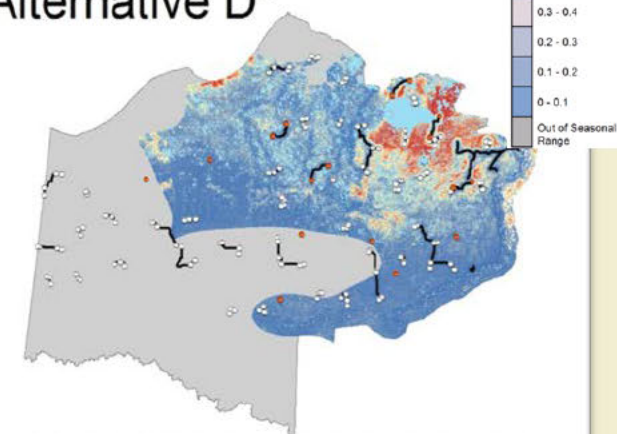 Alternative D
0.3 - 0.4
0.2 - 0.3
0.1 - 0.2
0 - 0.1
Out of Seasonal
Range